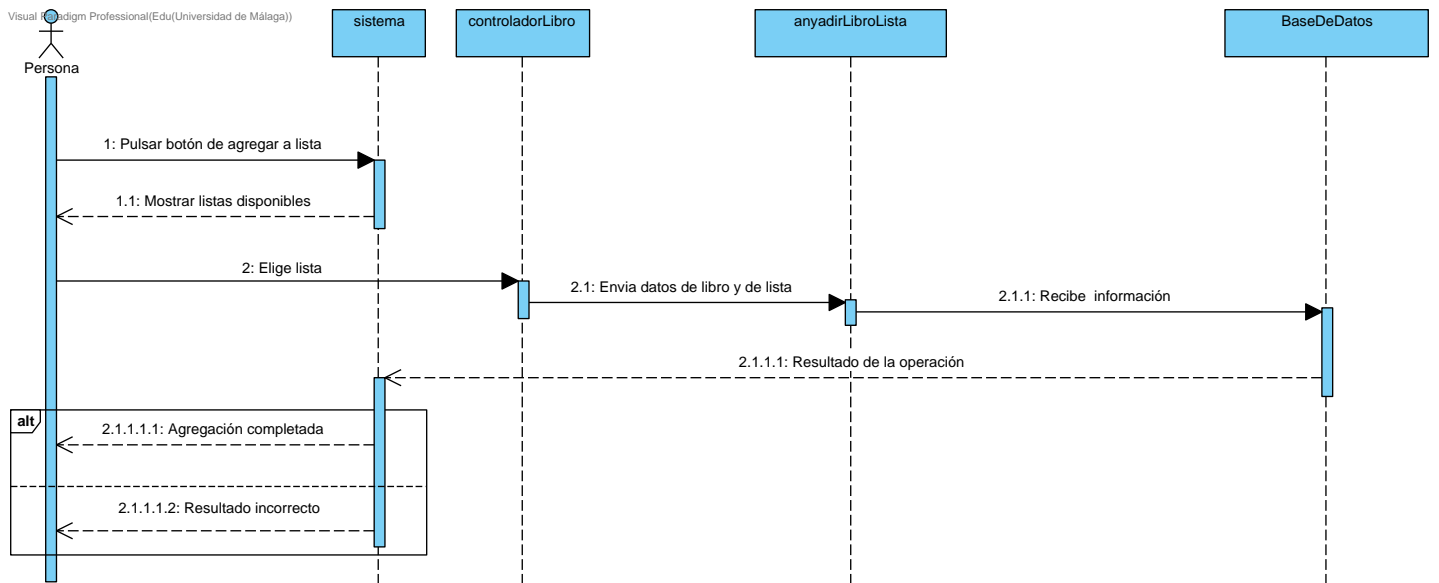 Visual Paradigm Professional(Edu(Universidad de Málaga))
sistema
controladorLibro
anyadirLibroLista
BaseDeDatos
Persona
1: Pulsar botón de agregar a lista
1.1: Mostrar listas disponibles
2: Elige lista
2.1: Envia datos de libro y de lista
2.1.1: Recibe información
2.1.1.1: Resultado de la operación
alt
2.1.1.1.1: Agregación completada
2.1.1.1.2: Resultado incorrecto